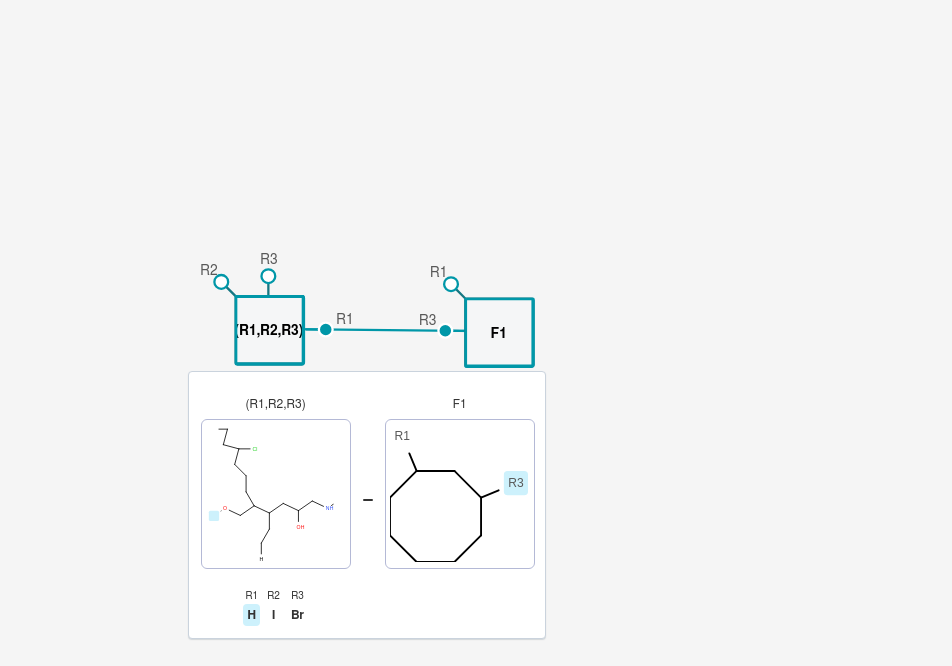 R3
R2
R1
(R1,R2,R3)
R1
R3
F1
(R1,R2,R3)
F1
Cl
O
OH
NH
H
R1
R3
R1 R2 R3
H I Br